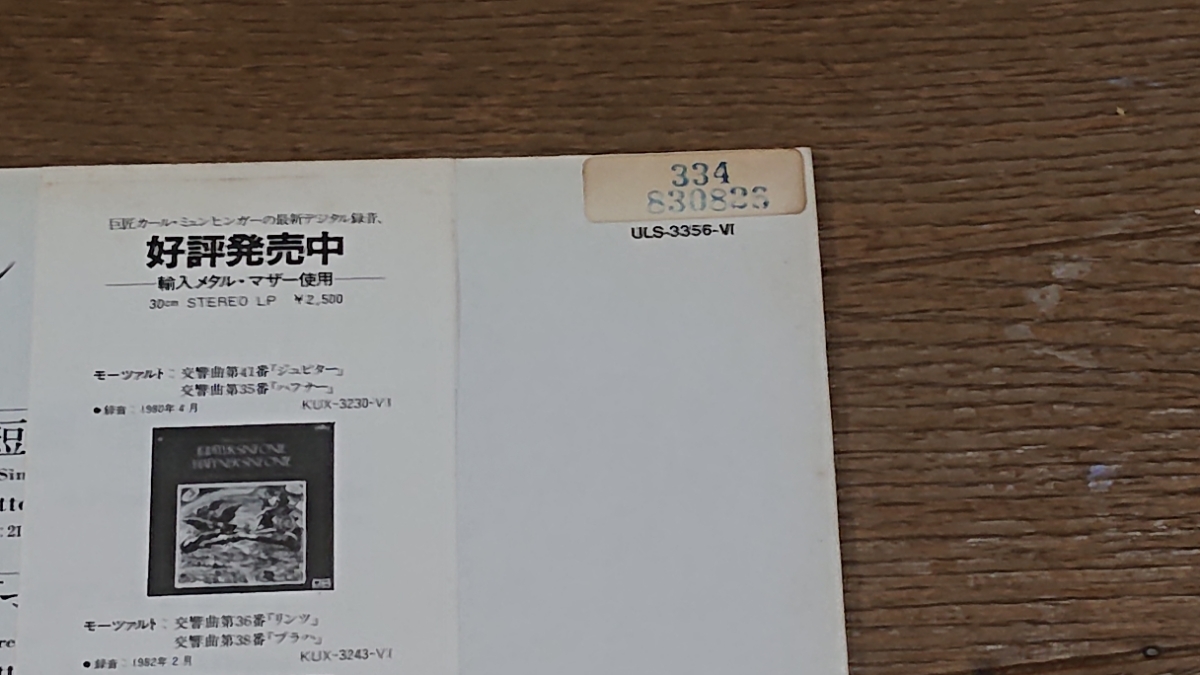 334
830823
ULS-3356-VI
巨匠カール・ミュンヒンガーの最新デジタル録音、
好評発売中
輸入メタル・マザー使用
30cm STEREO LP ¥2,500
モーツァルト：交響曲第41番『ジュピター』
交響曲第35番『ハフナー』
●録音：1980年4月 KUX-3230-VI
モーツァルト：交響曲第36番『リンツ』
交響曲第38番『プラハ』
●録音：1982年2月 KUX-3243-VI
短
Sin
: 21